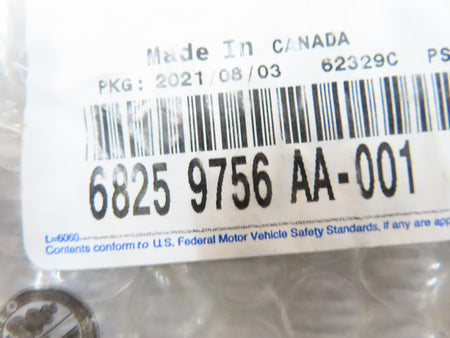 Made In CANADA
PKG: 2021/08/03 62329C PS
6825 9756 AA-001
L=6060
Contents conform to U.S. Federal Motor Vehicle Safety Standards, if any are app